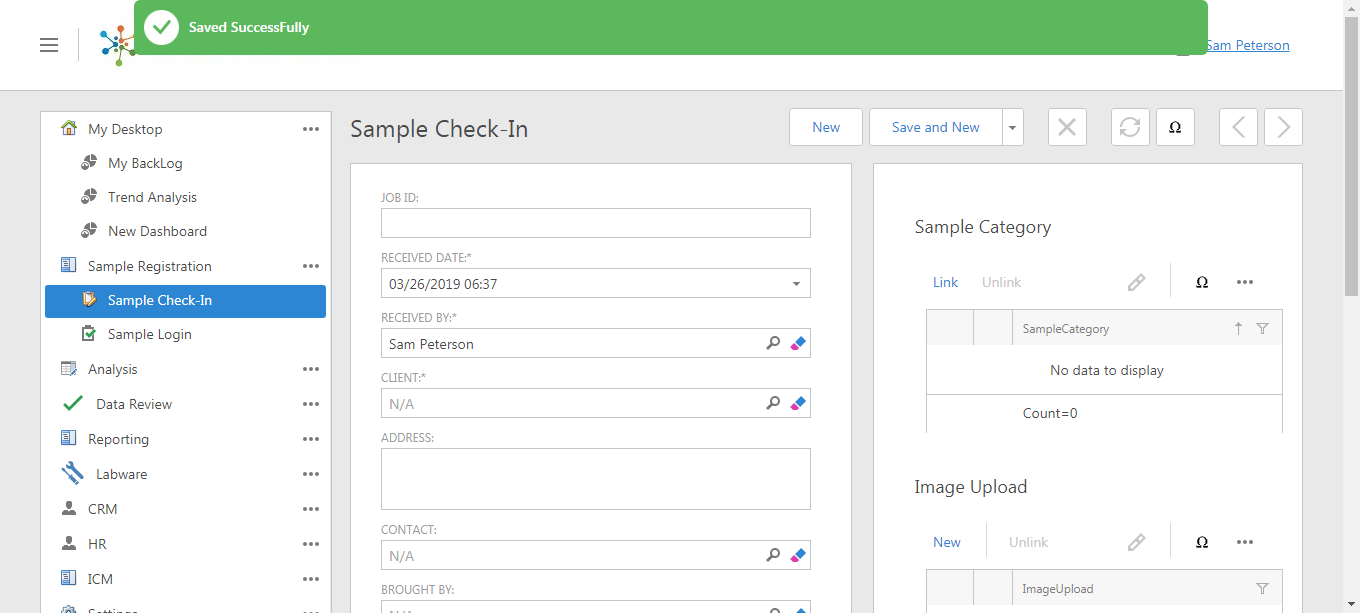 Saved SuccessFully
Sam Peterson
My Desktop
My BackLog
Trend Analysis
New Dashboard
Sample Registration
Sample Check-In
Sample Login
Analysis
Data Review
Reporting
Labware
CRM
HR
ICM
Settings
Sample Check-In
New
Save and New
Ω
JOB ID:
RECEIVED DATE:*
03/26/2019 06:37
RECEIVED BY:*
Sam Peterson
CLIENT:*
N/A
ADDRESS:
CONTACT:
N/A
BROUGHT BY:
N/A
Sample Category
Link Unlink Ω
SampleCategory
No data to display
Count=0
Image Upload
New Unlink Ω
ImageUpload